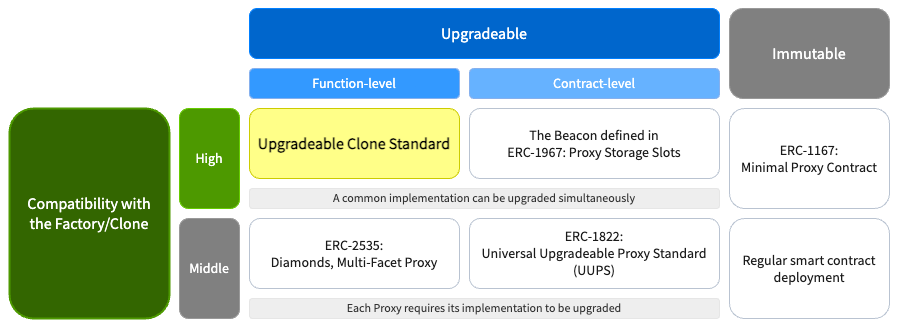 Upgradeable
Immutable
Function-level
Contract-level
Compatibility with
the Factory/Clone
High
Upgradeable Clone Standard
The Beacon defined in
ERC-1967: Proxy Storage Slots
ERC-1167:
Minimal Proxy Contract
A common implementation can be upgraded simultaneously
Middle
ERC-2535:
Diamonds, Multi-Facet Proxy
ERC-1822:
Universal Upgradeable Proxy Standard
(UUPS)
Regular smart contract
deployment
Each Proxy requires its implementation to be upgraded